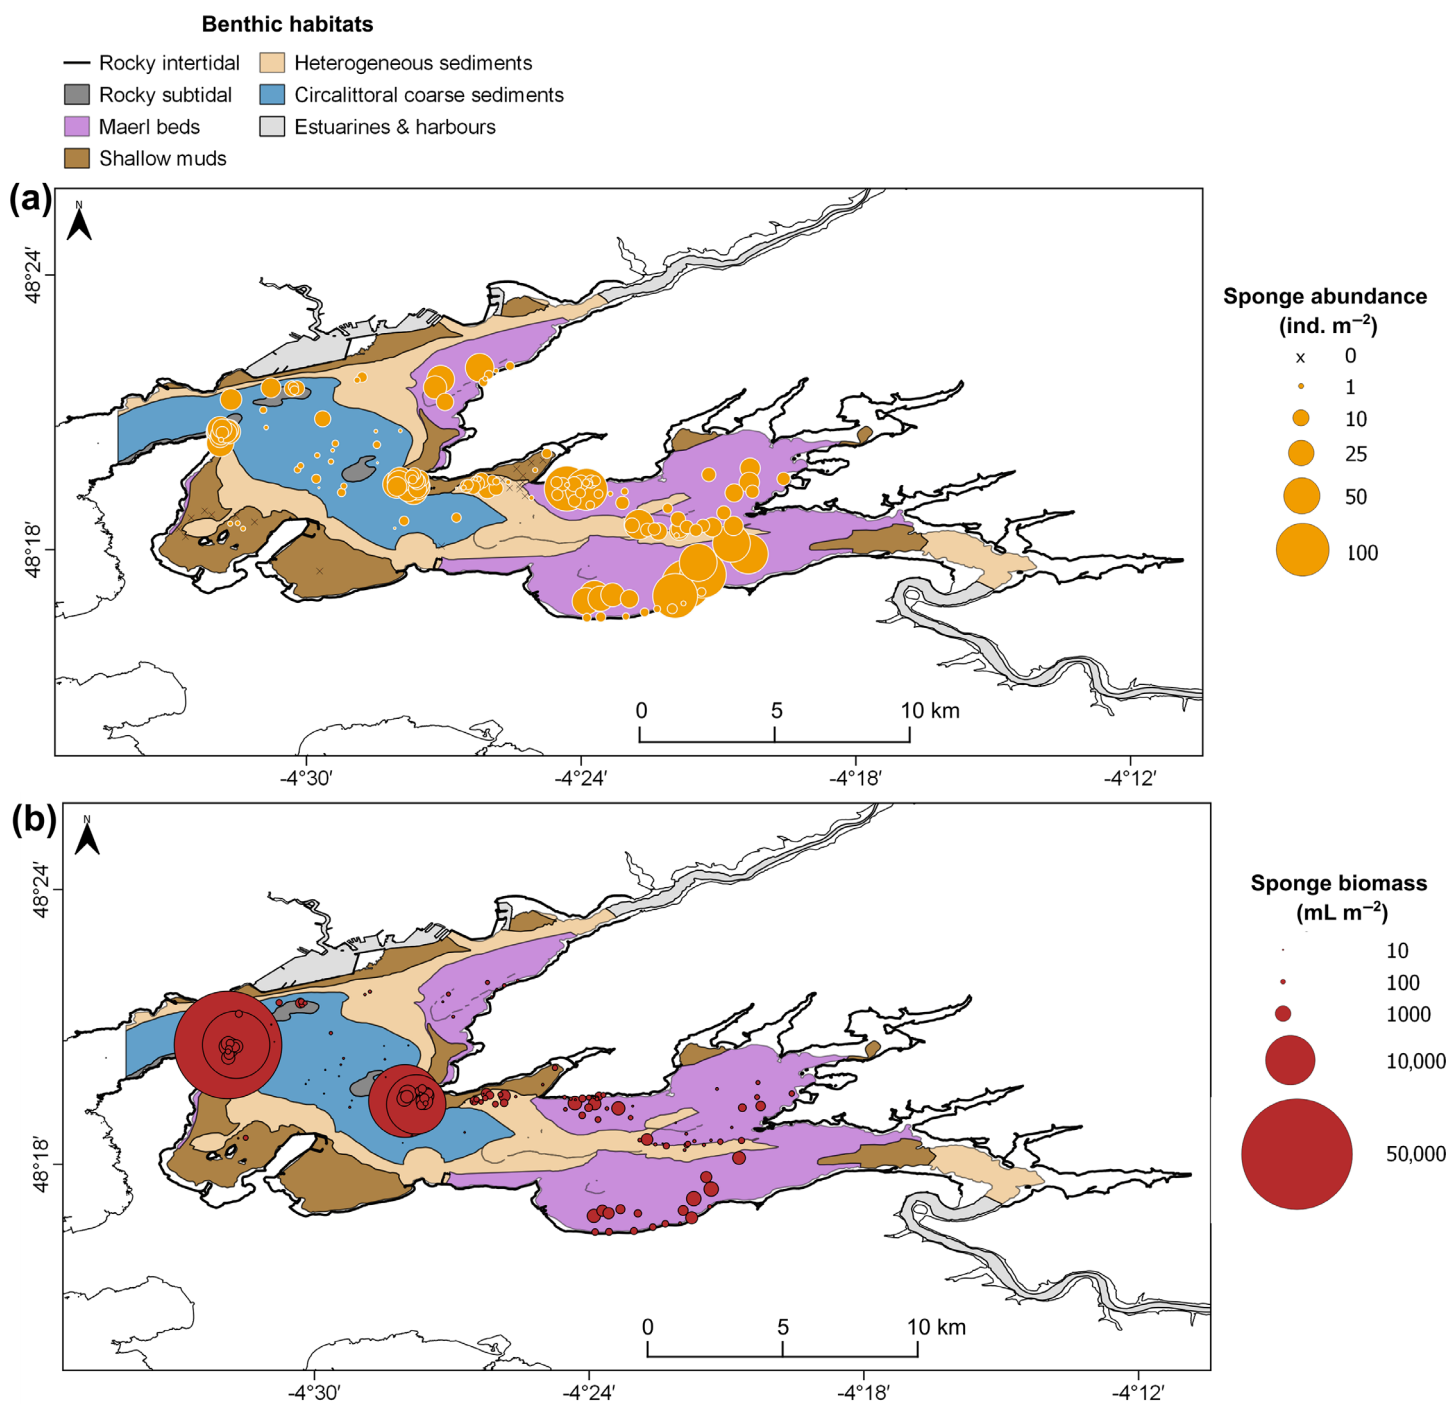 Benthic habitats
Rocky intertidal
Heterogeneous sediments
Rocky subtidal
Circalittoral coarse sediments
Maerl beds
Estuarines & harbours
Shallow muds
(a)
N
48°24′
48°18′
0 5 10 km
-4°30′ -4°24′ -4°18′ -4°12′
Sponge abundance
(ind. m⁻²)
x 0
1
10
25
50
100
(b)
N
48°24′
48°18′
0 5 10 km
-4°30′ -4°24′ -4°18′ -4°12′
Sponge biomass
(mL m⁻²)
10
100
1000
10,000
50,000